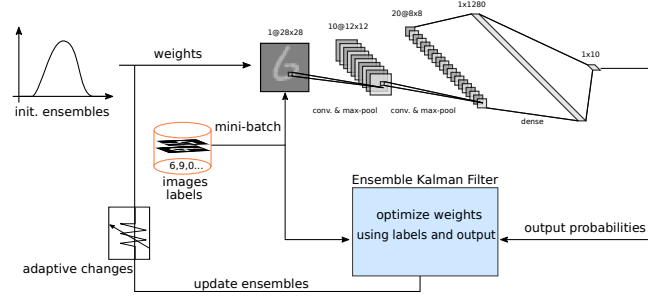 1x1280
20@8x8
1@28x28
10@12x12
1x10
weights
init. ensembles
conv. & max-pool
conv. & max-pool
dense
mini-batch
6,9,0...
images
labels
Ensemble Kalman Filter
optimize weights
using labels and output
output probabilities
adaptive changes
update ensembles